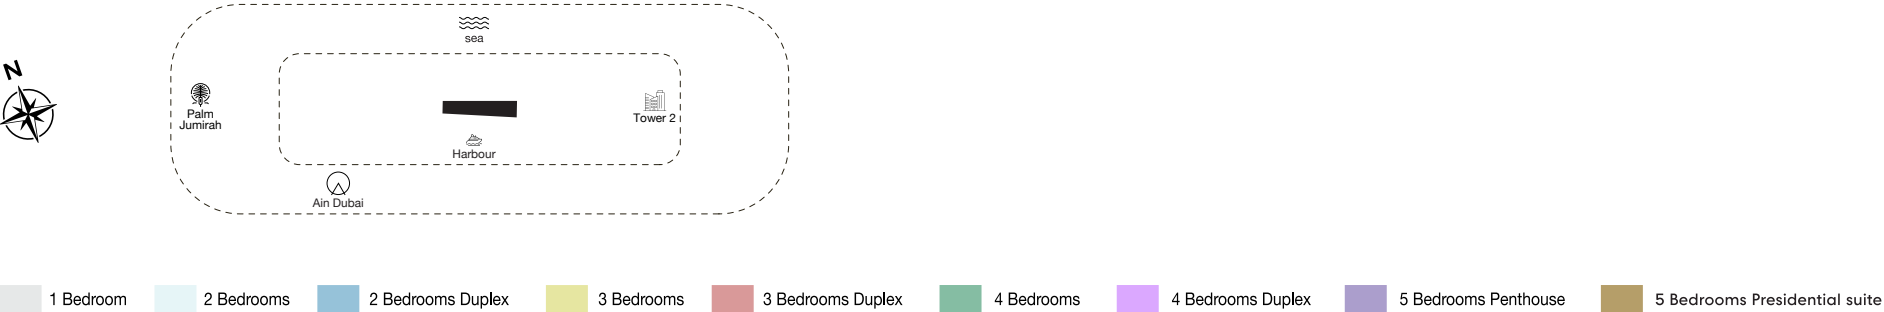 sea
N
Palm
Jumirah
Tower 2
Harbour
Ain Dubai
1 Bedroom
2 Bedrooms
2 Bedrooms Duplex
3 Bedrooms
3 Bedrooms Duplex
4 Bedrooms
4 Bedrooms Duplex
5 Bedrooms Penthouse
5 Bedrooms Presidential suite